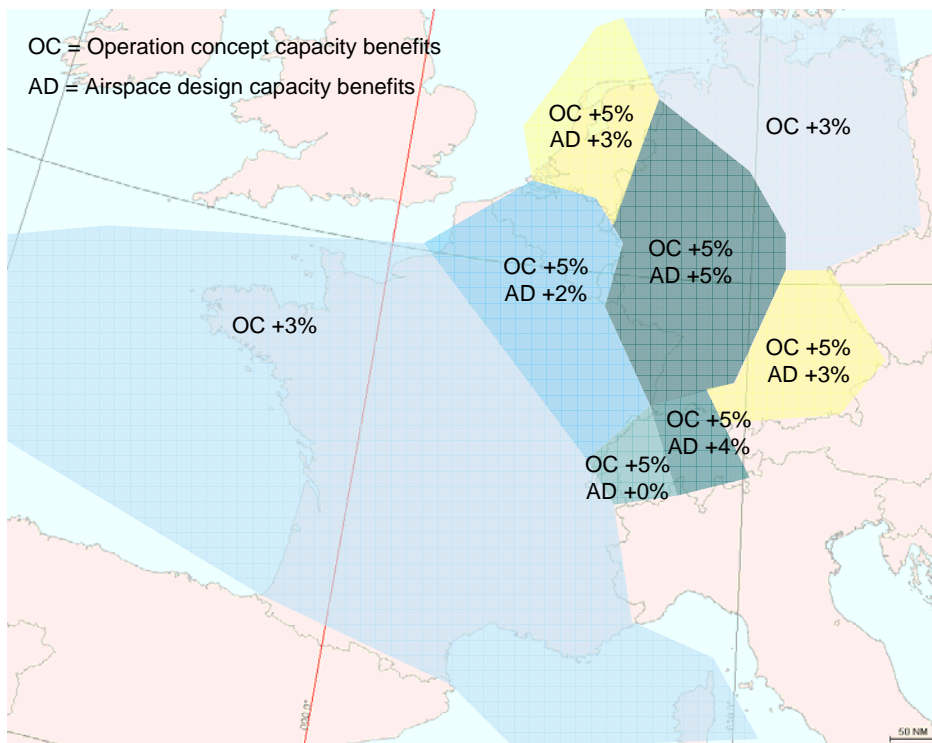 OC = Operation concept capacity benefits
AD = Airspace design capacity benefits
OC +5%
AD +3%
OC +3%
OC +5%
AD +5%
OC +5%
AD +2%
OC +3%
OC +5%
AD +3%
OC +5%
AD +4%
OC +5%
AD +0%
000.0°
50 NM